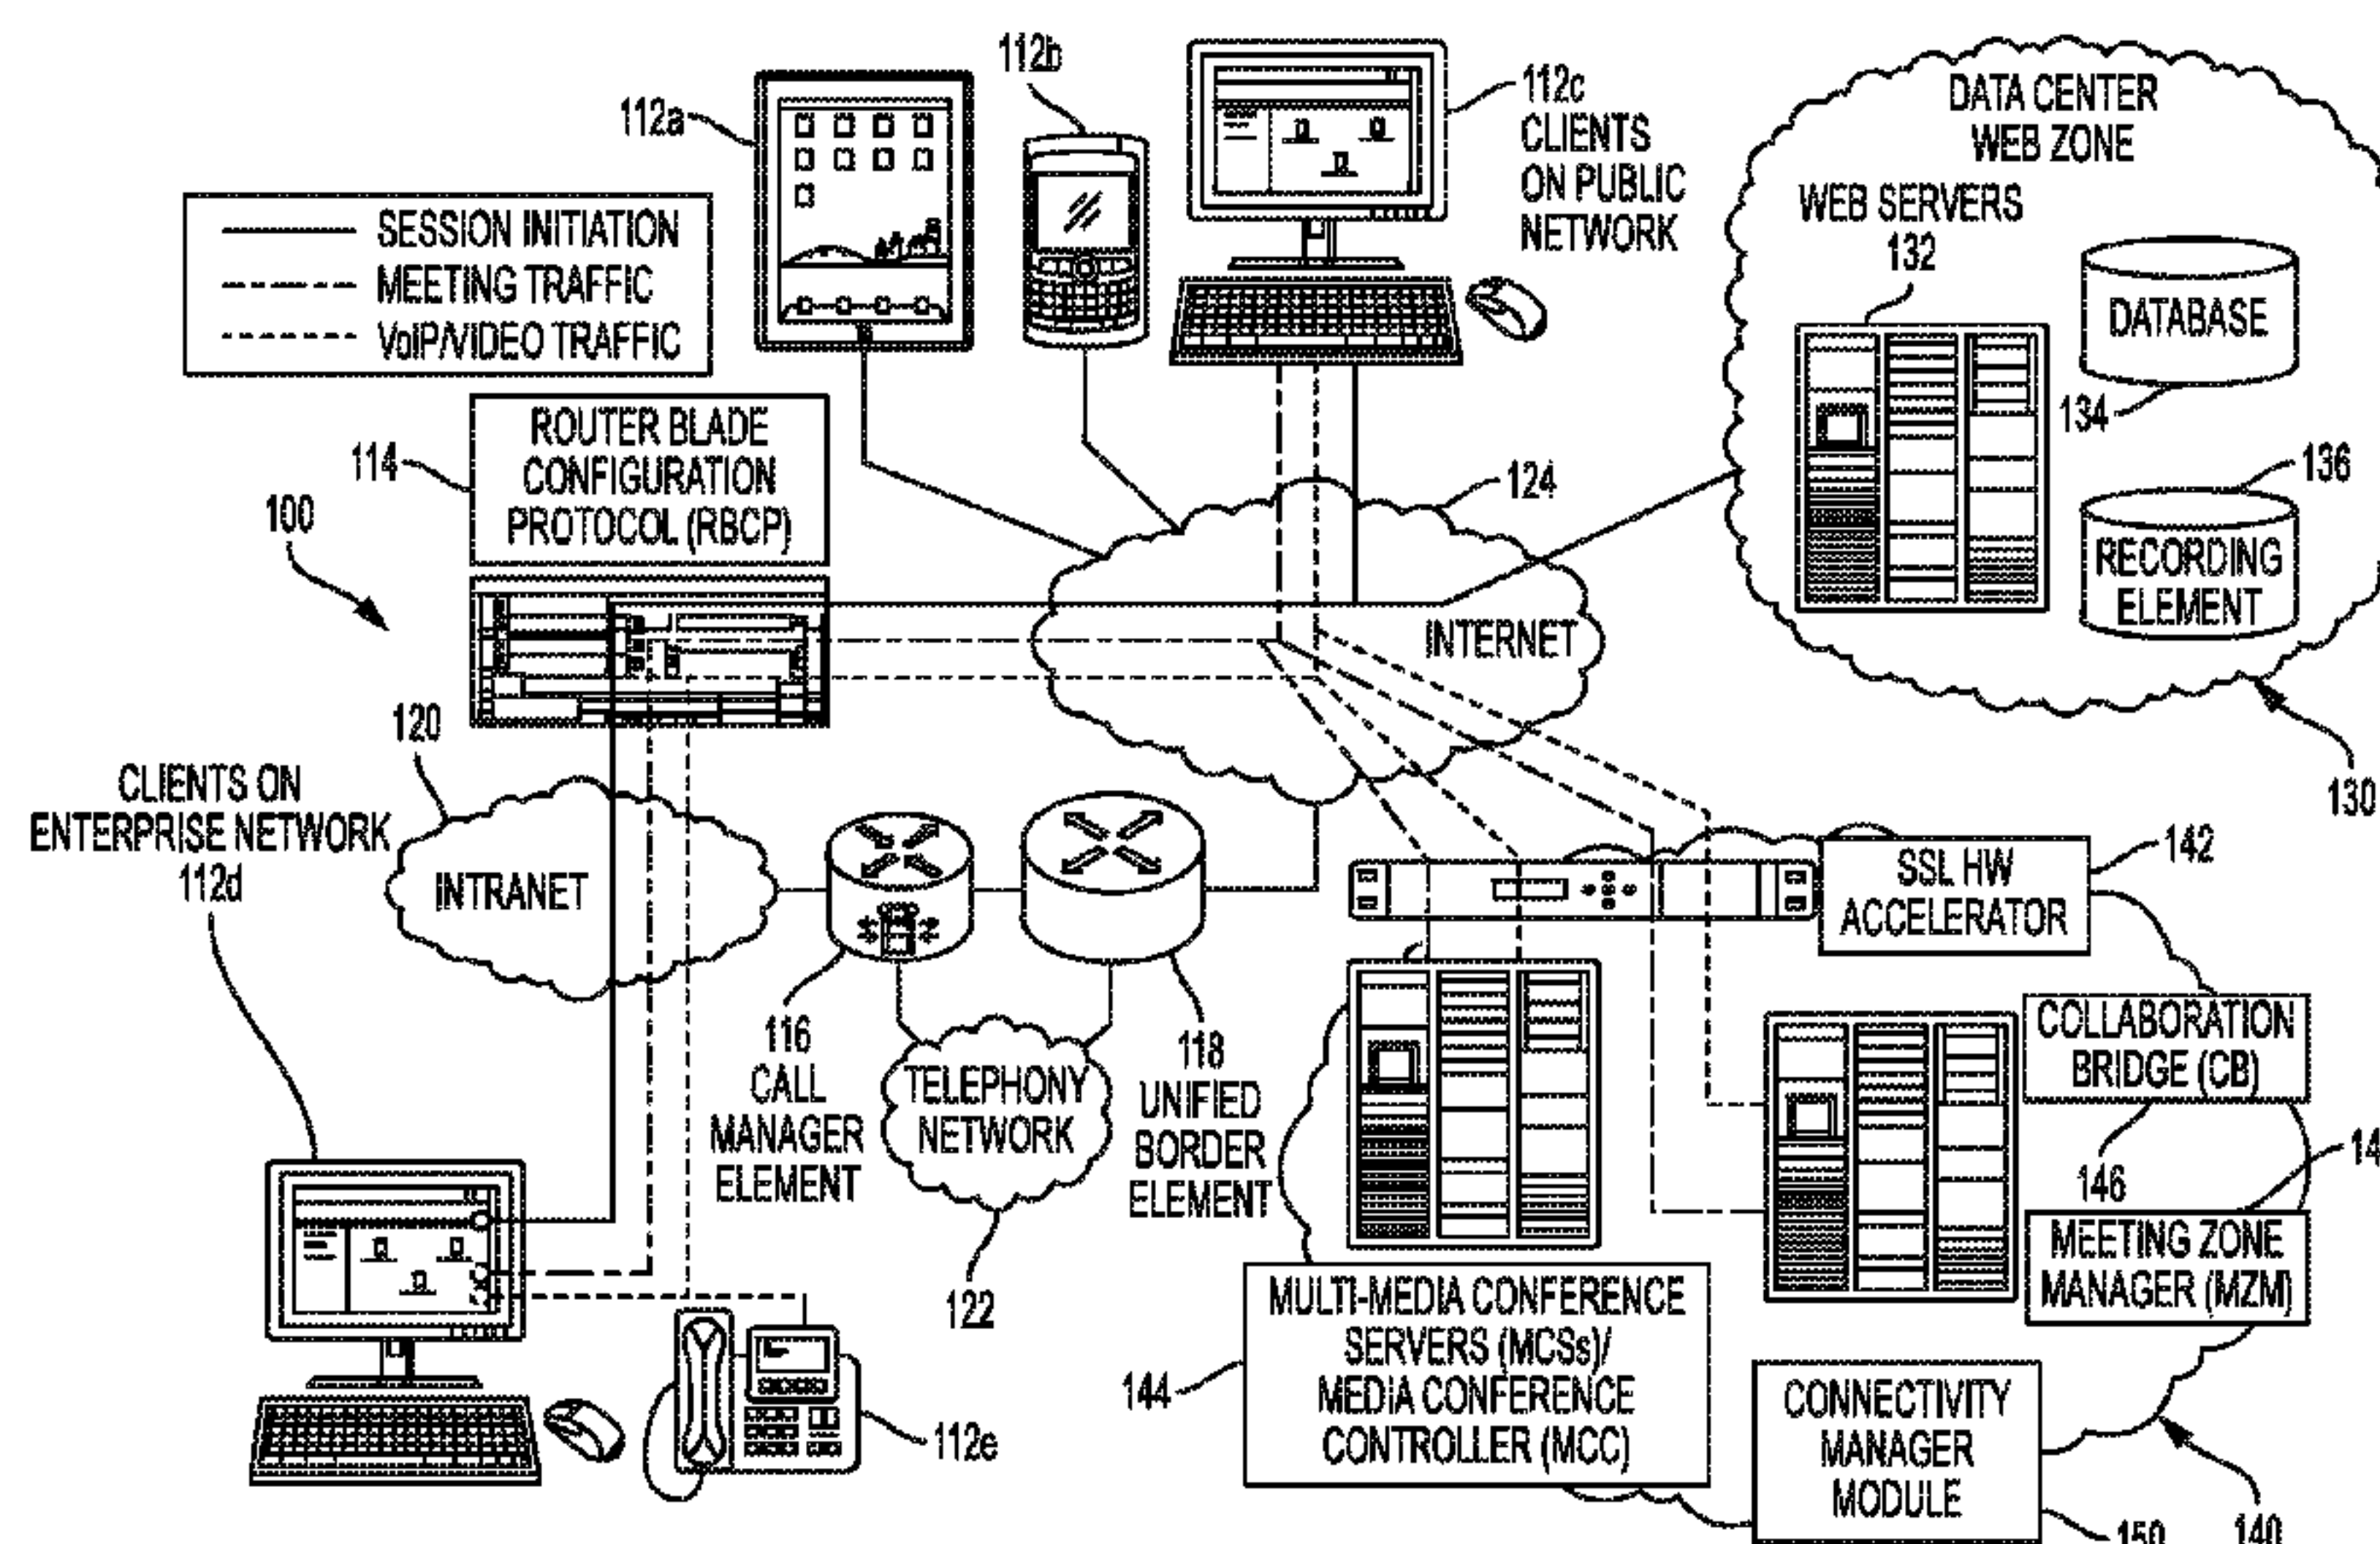 112a
112b
112c
CLIENTS
ON PUBLIC
NETWORK
DATA CENTER
WEB ZONE
WEB SERVERS
132
DATABASE
134
136
RECORDING
ELEMENT
130
SESSION INITIATION
MEETING TRAFFIC
VoIP/VIDEO TRAFFIC
114
ROUTER BLADE
CONFIGURATION
PROTOCOL (RBCP)
100
124
INTERNET
120
CLIENTS ON
ENTERPRISE NETWORK
112d
INTRANET
116
CALL
MANAGER
ELEMENT
TELEPHONY
NETWORK
122
118
UNIFIED
BORDER
ELEMENT
142
SSL HW
ACCELERATOR
COLLABORATION
BRIDGE (CB)
146
MEETING ZONE
MANAGER (MZM)
112e
144
MULTI-MEDIA CONFERENCE
SERVERS (MCSs)/
MEDIA CONFERENCE
CONTROLLER (MCC)
CONNECTIVITY
MANAGER
MODULE
150
140